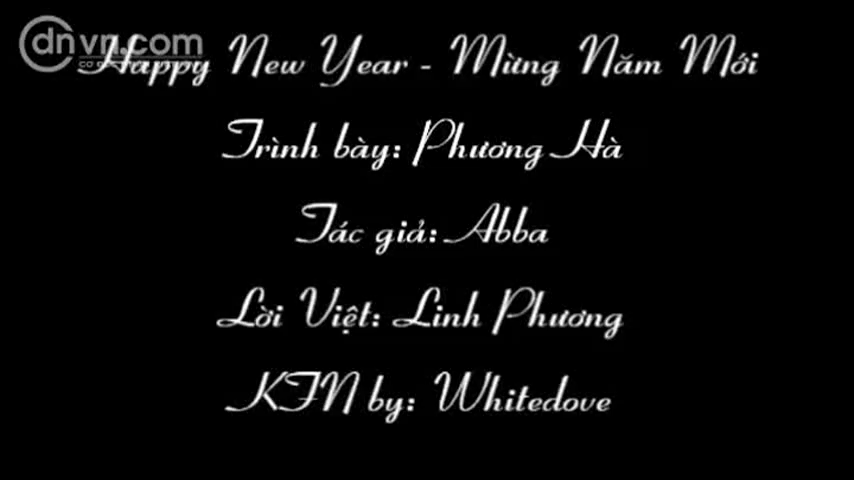 dnvn.com
Happy New Year - Mừng Năm Mới
Trình bày: Phương Hà
Tác giả: Abba
Lời Việt: Linh Phương
KFN by: Whitedove